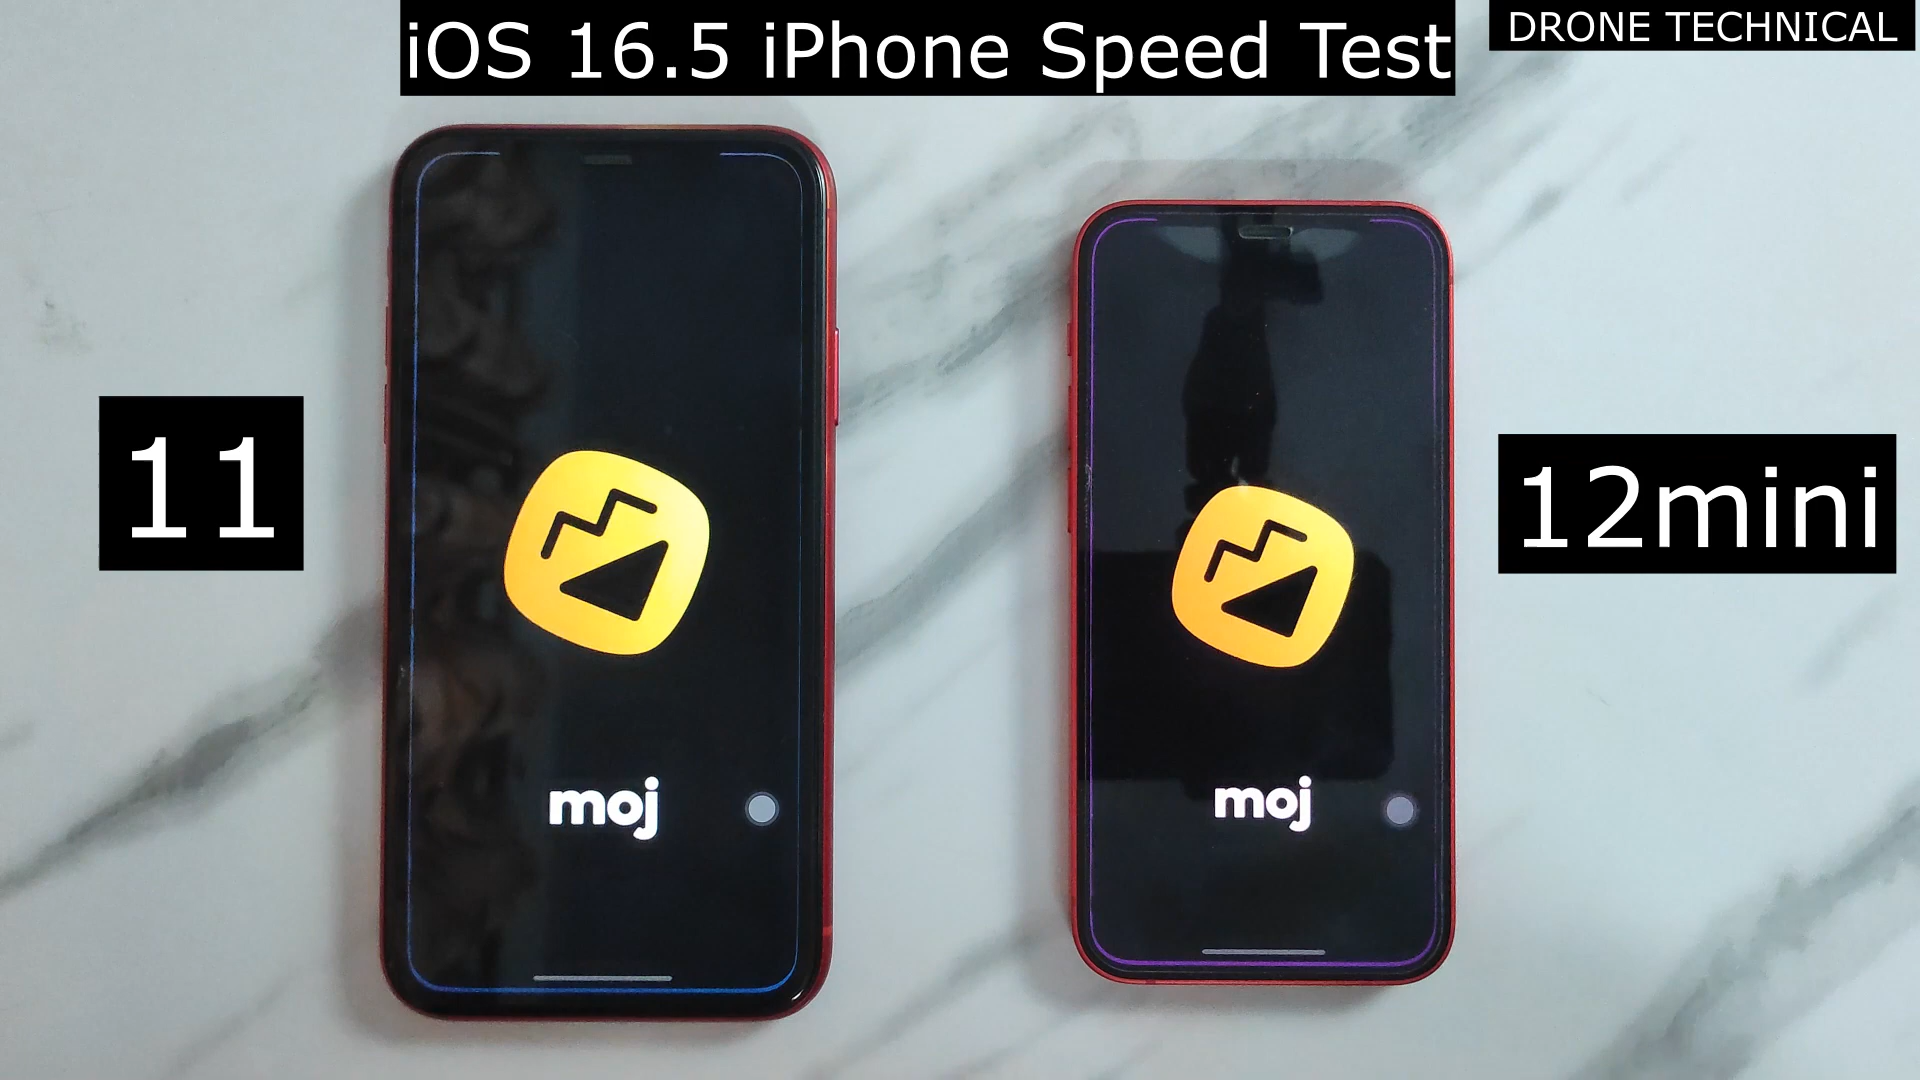 iOS 16.5 iPhone Speed Test
DRONE TECHNICAL
11
12mini
moj
moj